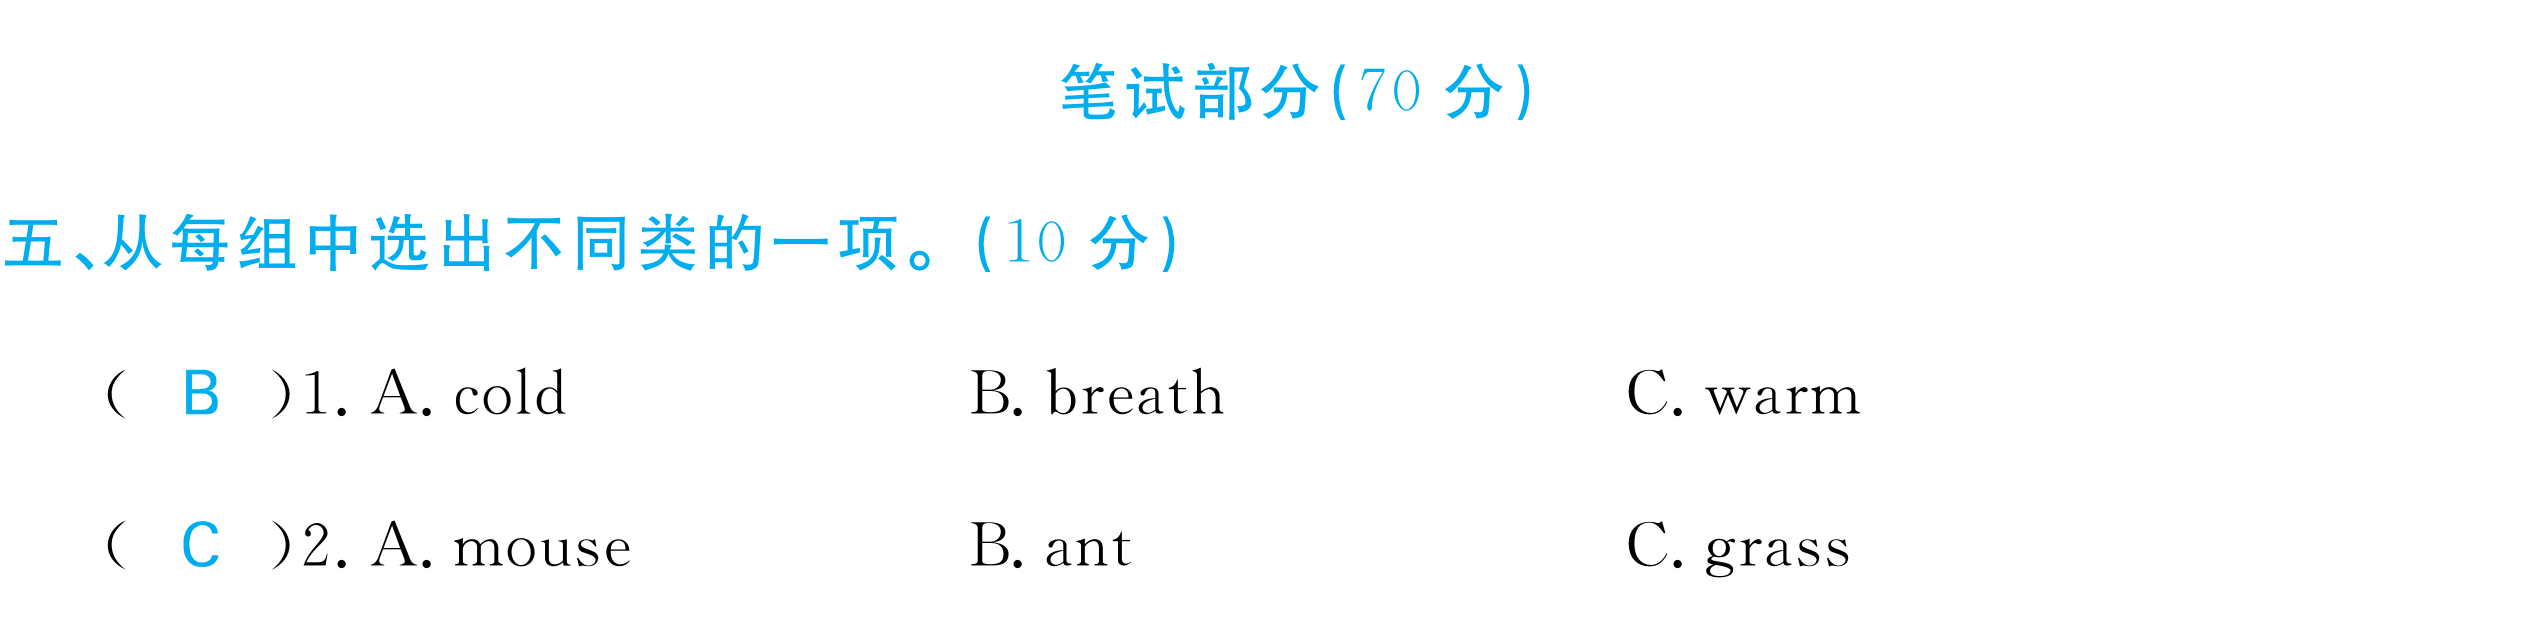 笔试部分(70 分)
五、从每组中选出不同类的一项。(10 分)
( B )1. A. cold B. breath C. warm
( C )2. A. mouse B. ant C. grass